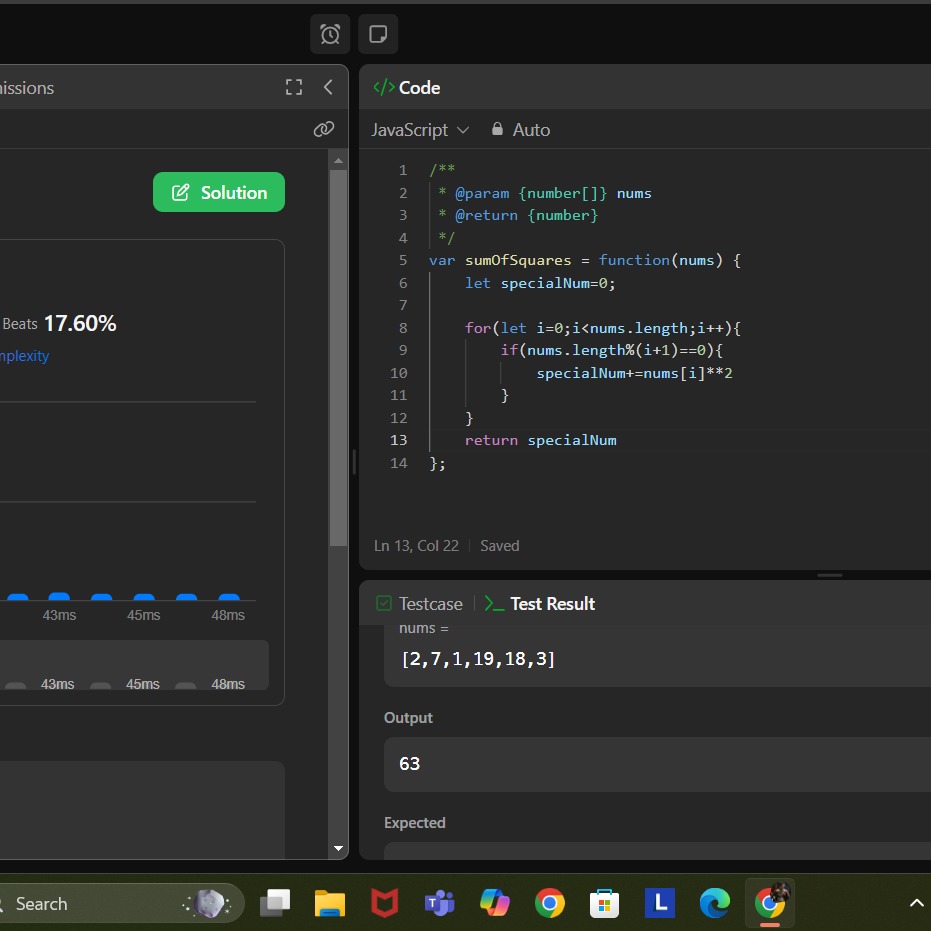 issions
Solution
Beats 17.60%
mplexity
43ms 45ms 48ms
43ms 45ms 48ms
</> Code
JavaScript Auto
1 /**
2 * @param {number[]} nums
3 * @return {number}
4 */
5 var sumOfSquares = function(nums) {
6 let specialNum=0;
7
8 for(let i=0;i<nums.length;i++){
9 if(nums.length%(i+1)==0){
10 specialNum+=nums[i]**2
11 }
12 }
13 return specialNum
14 };
Ln 13, Col 22 | Saved
Testcase | >_ Test Result
nums =
[2,7,1,19,18,3]
Output
63
Expected
Search
T
L